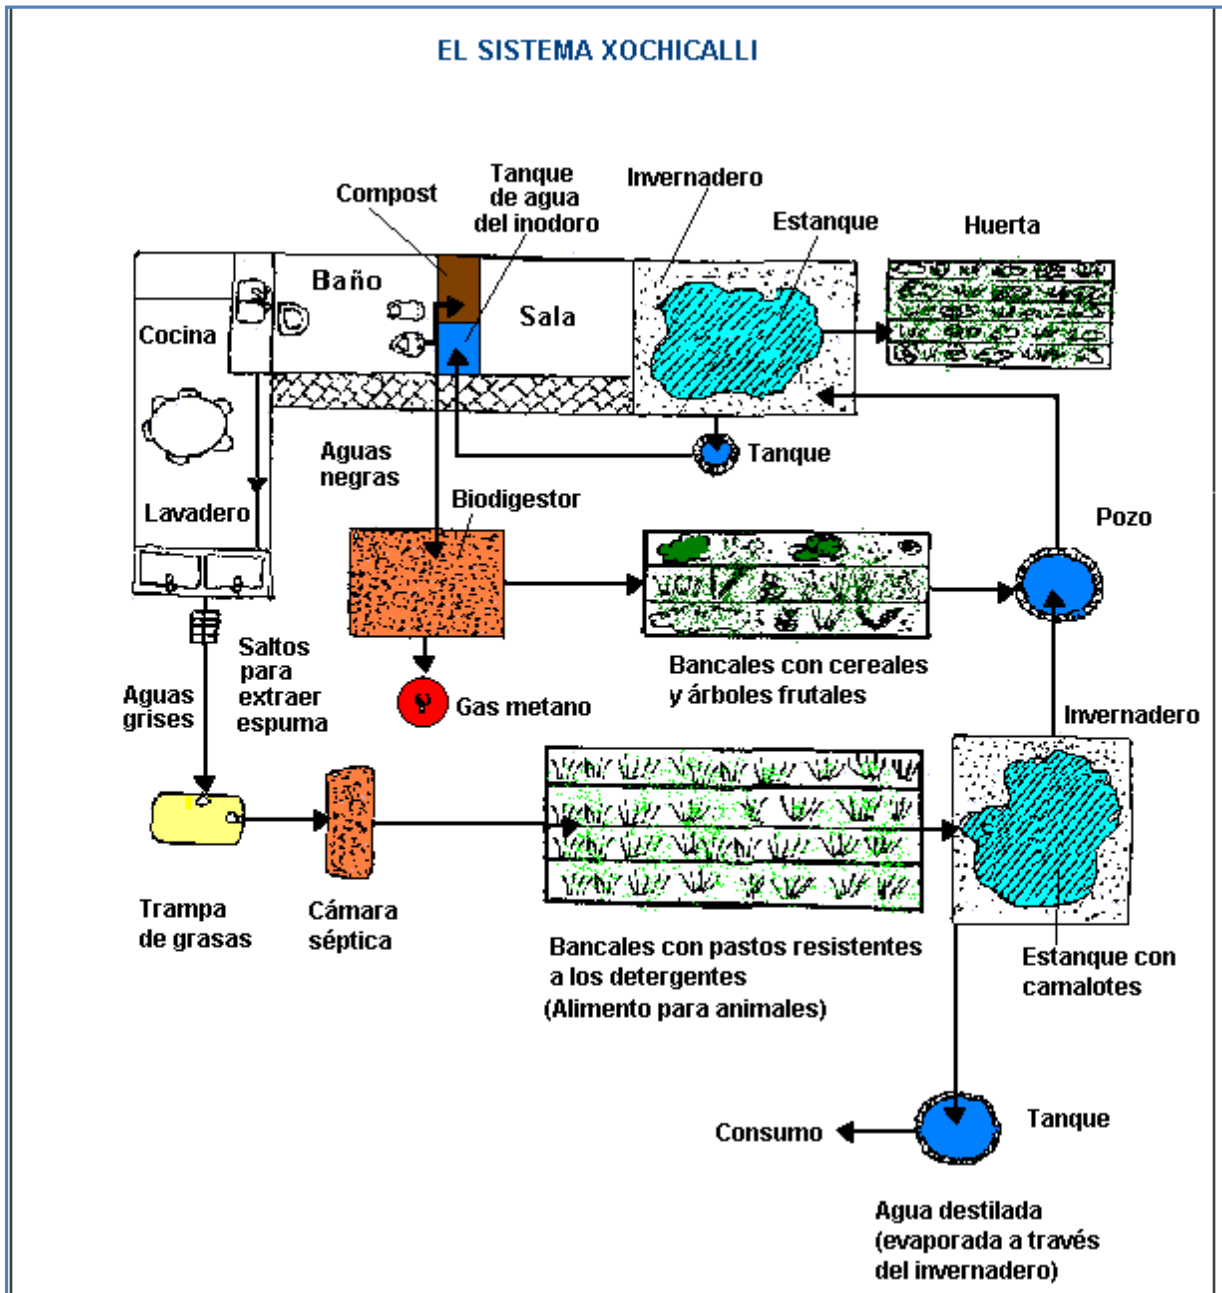 EL SISTEMA XOCHICALLI
Compost
Tanque
de agua
del inodoro
Invernadero
Estanque
Huerta
Baño
Cocina
Sala
Aguas
negras
Tanque
Biodigestor
Lavadero
Pozo
Saltos
para
extraer
espuma
Aguas
grises
Gas metano
Bancales con cereales
y árboles frutales
Invernadero
Trampa
de grasas
Cámara
séptica
Bancales con pastos resistentes
a los detergentes
(Alimento para animales)
Estanque con
camalotes
Consumo
Tanque
Agua destilada
(evaporada a través
del invernadero)